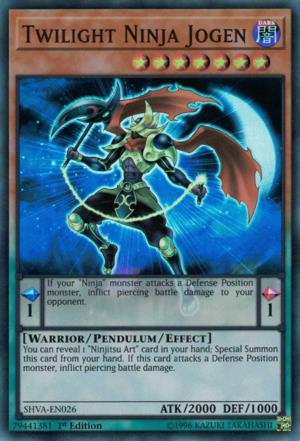 Twilight Ninja Jogen
DARK
闇
If your "Ninja" monster attacks a Defense Position
monster, inflict piercing battle damage to your
opponent.
1
1
[WARRIOR/PENDULUM/EFFECT]
You can reveal 1 "Ninjitsu Art" card in your hand; Special Summon
this card from your hand. If this card attacks a Defense Position
monster, inflict piercing battle damage.
SHVA-EN026
ATK/2000 DEF/1000
79441381 1st Edition
©1996 KAZUKI TAKAHASHI